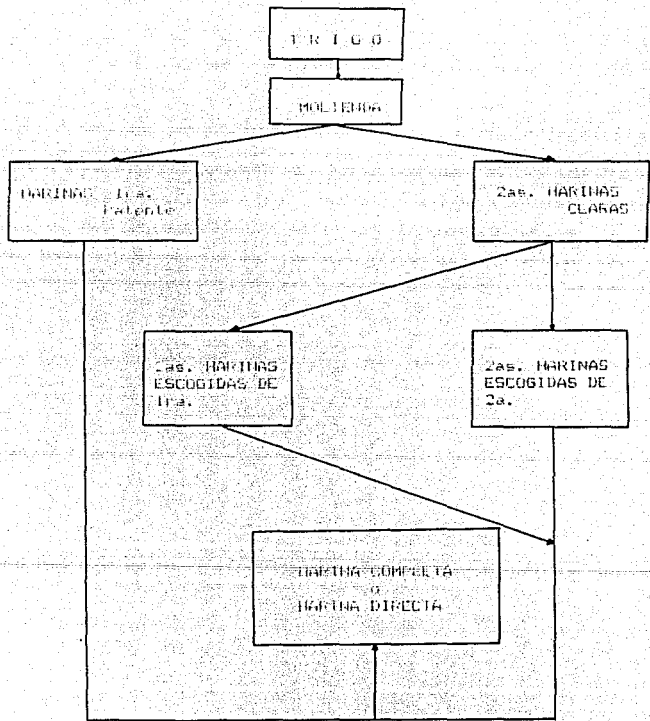 T R I G O
MOLIENDA
HARINAS 1ra.
Patente
2as. HARINAS
CLARAS
2as. HARINAS
ESCOGIDAS DE
1ra.
2as. HARINAS
ESCOGIDAS DE
2a.
HARINA COMPLETA
o
HARINA DIRECTA